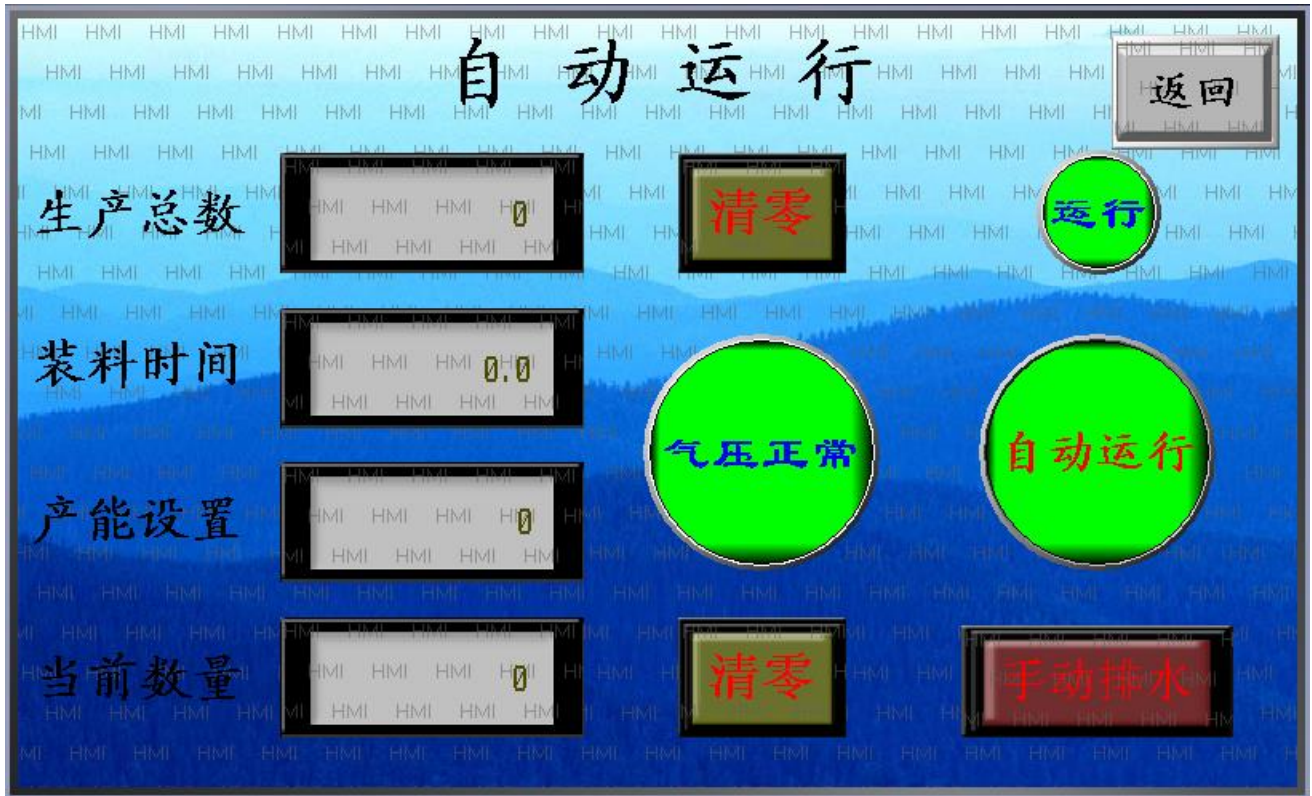 自动运行
返回
生产总数 0 清零 运行
装料时间 0.0
气压正常 自动运行
产能设置 0
当前数量 0 清零 手动排水
HMI